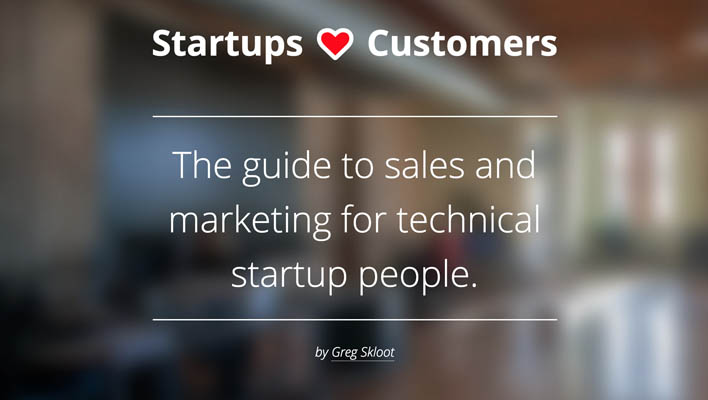 Startups ❤ Customers
The guide to sales and
marketing for technical
startup people.
by Greg Skloot